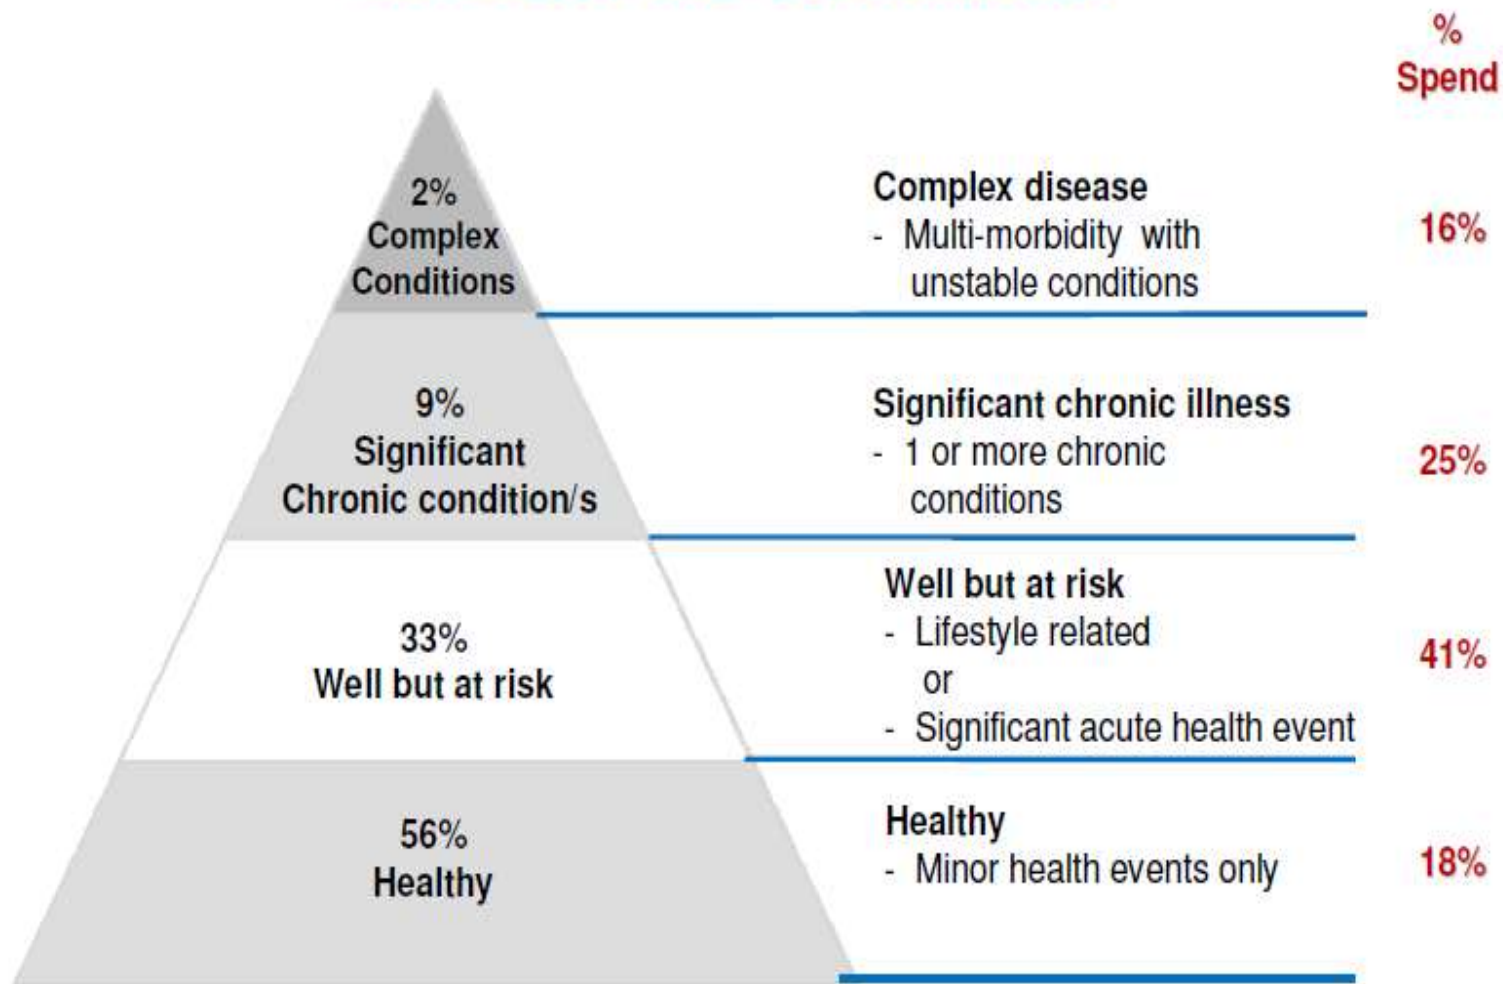 %
Spend
2%
Complex
Conditions
Complex disease
- Multi-morbidity with
unstable conditions
16%
9%
Significant
Chronic condition/s
Significant chronic illness
- 1 or more chronic
conditions
25%
33%
Well but at risk
Well but at risk
- Lifestyle related
or
- Significant acute health event
41%
56%
Healthy
Healthy
- Minor health events only
18%